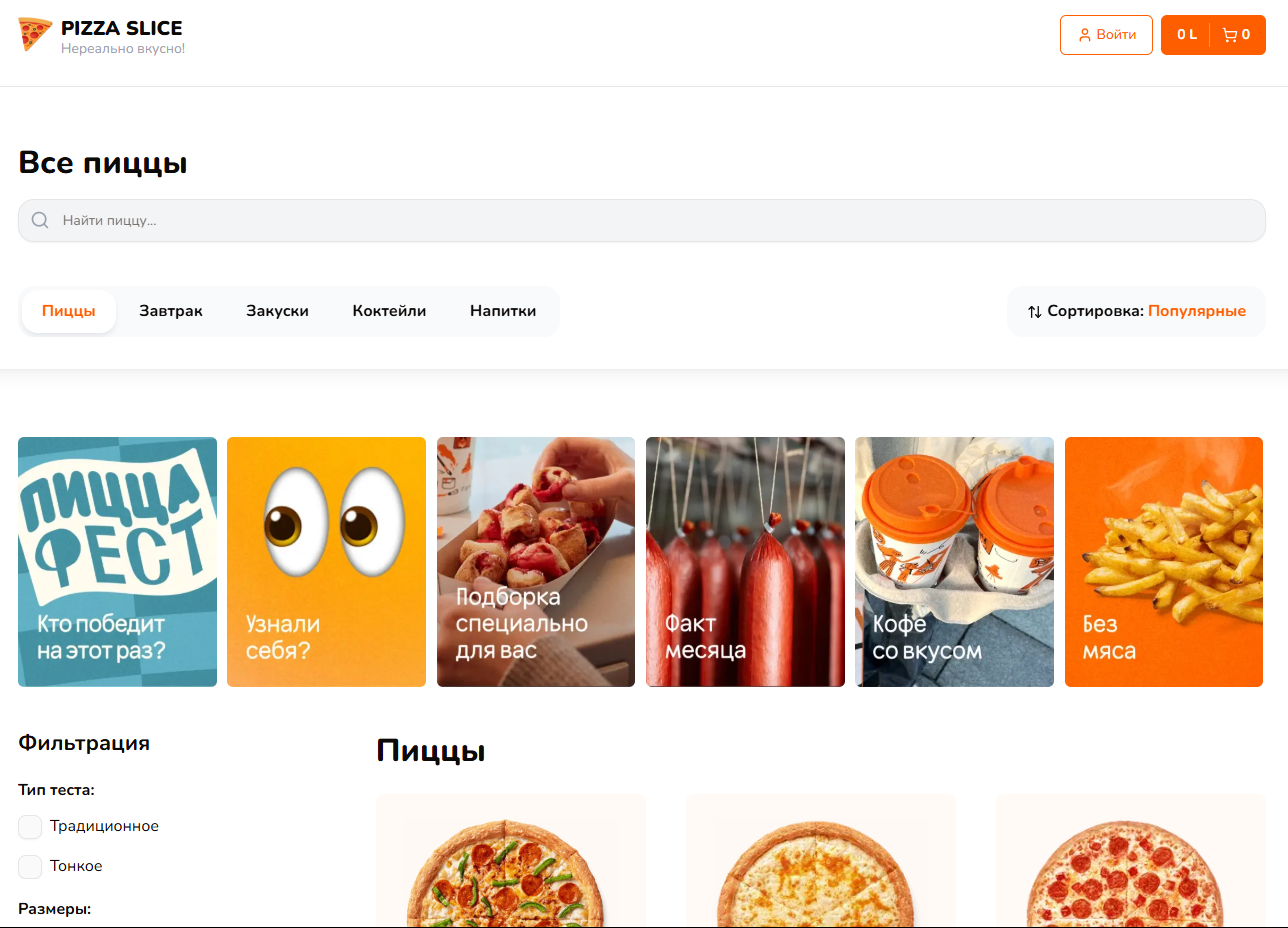 PIZZA SLICE
Нереально вкусно!
Войти
0 L
0
Все пиццы
Найти пиццу...
Пиццы
Завтрак
Закуски
Коктейли
Напитки
Сортировка: Популярные
ПИЦЦА
ФЕСТ
Кто победит
на этот раз?
Узнали
себя?
Подборка
специально
для вас
Факт
месяца
Кофе
со вкусом
Без
мяса
Фильтрация
Тип теста:
Традиционное
Тонкое
Размеры:
Пиццы